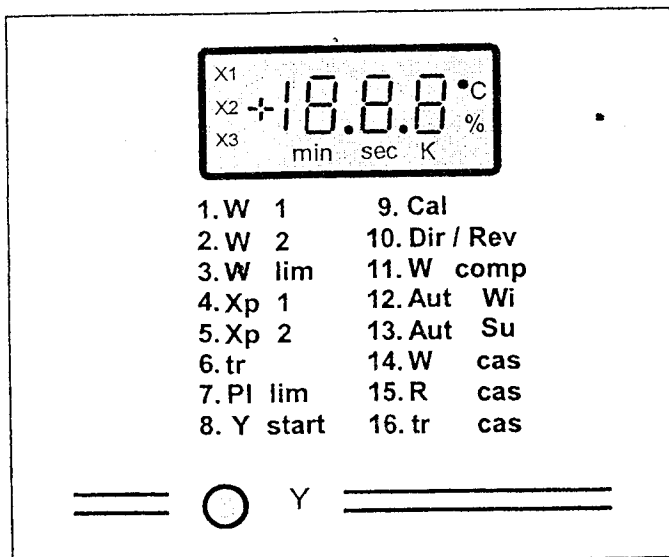 X1
X2 +18.8.8 °C
X3 %
min sec K
1. W 1
2. W 2
3. W lim
4. Xp 1
5. Xp 2
6. tr
7. PI lim
8. Y start
9. Cal
10. Dir / Rev
11. W comp
12. Aut Wi
13. Aut Su
14. W cas
15. R cas
16. tr cas
Y